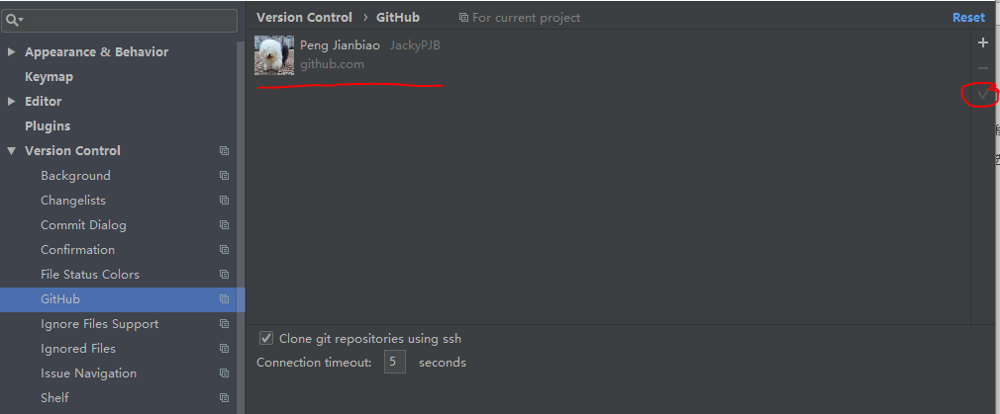 Version Control › GitHub For current project Reset
Appearance & Behavior
Keymap
Editor
Plugins
Version Control
Background
Changelists
Commit Dialog
Confirmation
File Status Colors
GitHub
Ignore Files Support
Ignored Files
Issue Navigation
Shelf
Peng Jianbiao JackyPJB
github.com
Clone git repositories using ssh
Connection timeout: 5 seconds